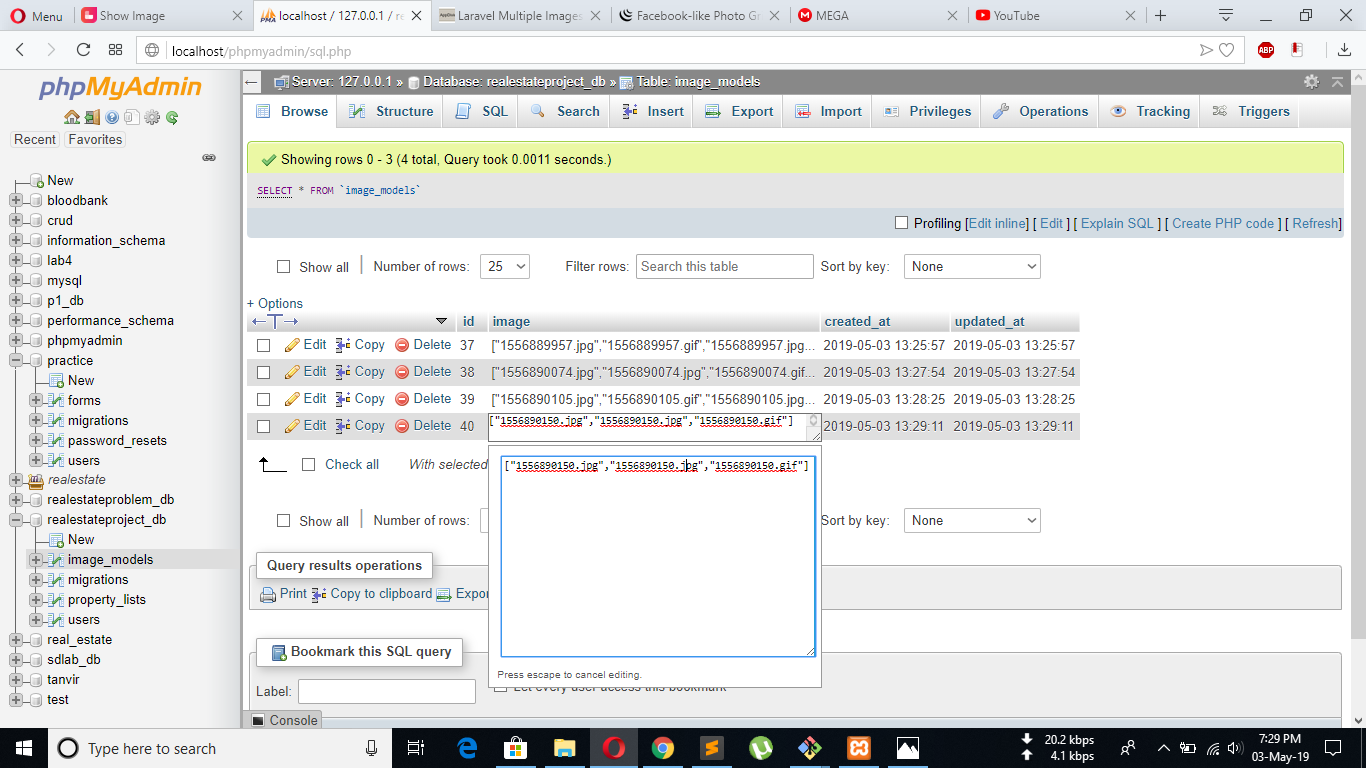 Menu
Show Image
localhost / 127.0.0.1 / re
Laravel Multiple Images
Facebook-like Photo Gr
MEGA
YouTube
localhost/phpmyadmin/sql.php
ABP
phpMyAdmin
Recent Favorites
New
bloodbank
crud
information_schema
lab4
mysql
p1_db
performance_schema
phpmyadmin
practice
New
forms
migrations
password_resets
users
realestate
realestateproblem_db
realestateproject_db
New
image_models
migrations
property_lists
users
real_estate
sdlab_db
tanvir
test
Server: 127.0.0.1 » Database: realestateproject_db » Table: image_models
Browse Structure SQL Search Insert Export Import Privileges Operations Tracking Triggers
Showing rows 0 - 3 (4 total, Query took 0.0011 seconds.)
SELECT * FROM `image_models`
Profiling [Edit inline] [ Edit ] [ Explain SQL ] [ Create PHP code ] [ Refresh]
Show all Number of rows: 25 Filter rows: Search this table Sort by key: None
+ Options
id image created_at updated_at
Edit Copy Delete 37 ["1556889957.jpg","1556889957.gif","1556889957.jpg... 2019-05-03 13:25:57 2019-05-03 13:25:57
Edit Copy Delete 38 ["1556890074.jpg","1556890074.jpg","1556890074.gif... 2019-05-03 13:27:54 2019-05-03 13:27:54
Edit Copy Delete 39 ["1556890105.jpg","1556890105.gif","1556890105.jpg... 2019-05-03 13:28:25 2019-05-03 13:28:25
Edit Copy Delete 40 ["1556890150.jpg","1556890150.jpg","1556890150.gif"] 2019-05-03 13:29:11 2019-05-03 13:29:11
Check all With selected
["1556890150.jpg","1556890150.jpg","1556890150.gif"]
Show all Number of rows: Sort by key: None
Query results operations
Print Copy to clipboard Expor
Bookmark this SQL query
Press escape to cancel editing.
Label: Let every user access this bookmark
Console
Type here to search
20.2 kbps
4.1 kbps
7:29 PM
03-May-19